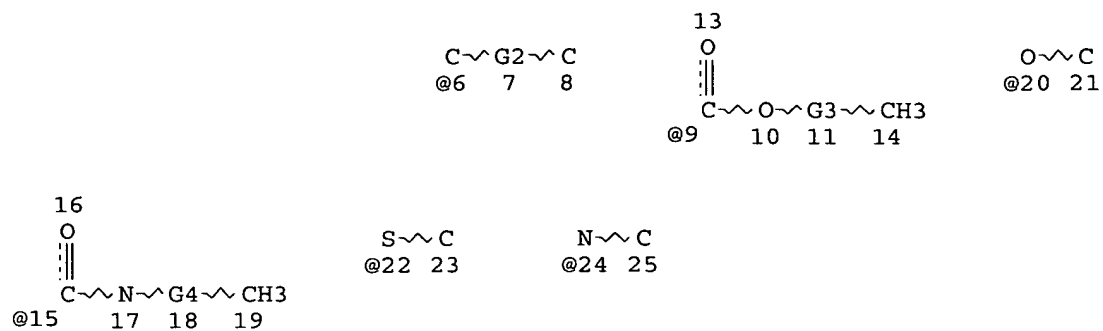 13
O
C G2 C
@6 7 8
O C
@20 21
C O G3 CH3
@9 10 11 14
16
O
S C
@22 23
N C
@24 25
C N G4 CH3
@15 17 18 19